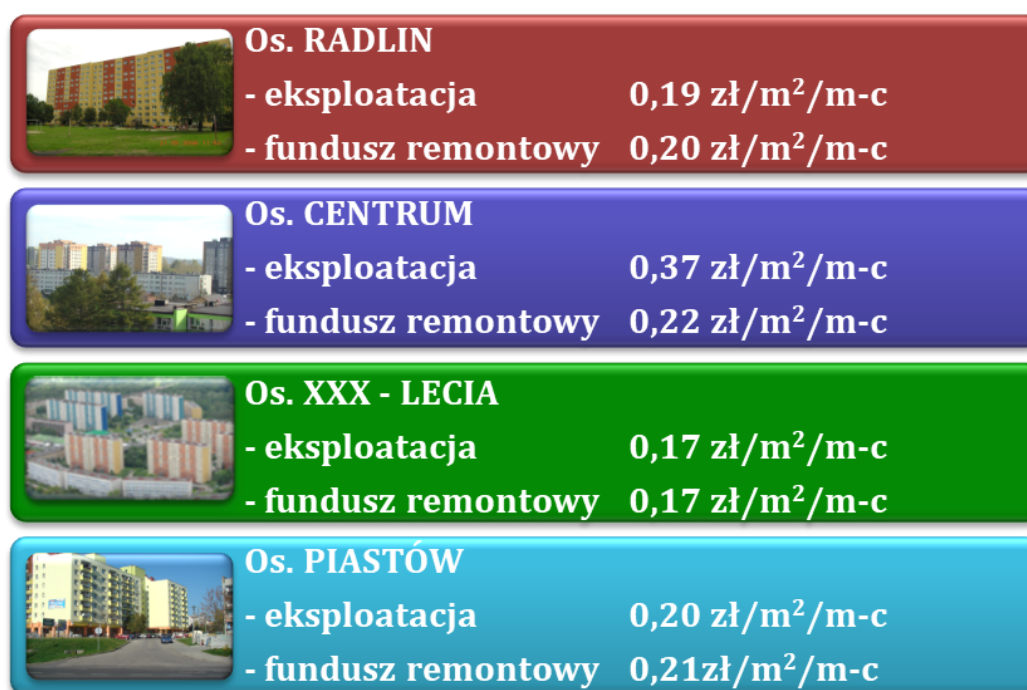 Os. RADLIN
- eksploatacja 0,19 zł/m²/m-c
- fundusz remontowy 0,20 zł/m²/m-c
Os. CENTRUM
- eksploatacja 0,37 zł/m²/m-c
- fundusz remontowy 0,22 zł/m²/m-c
Os. XXX - LECIA
- eksploatacja 0,17 zł/m²/m-c
- fundusz remontowy 0,17 zł/m²/m-c
Os. PIASTÓW
- eksploatacja 0,20 zł/m²/m-c
- fundusz remontowy 0,21zł/m²/m-c